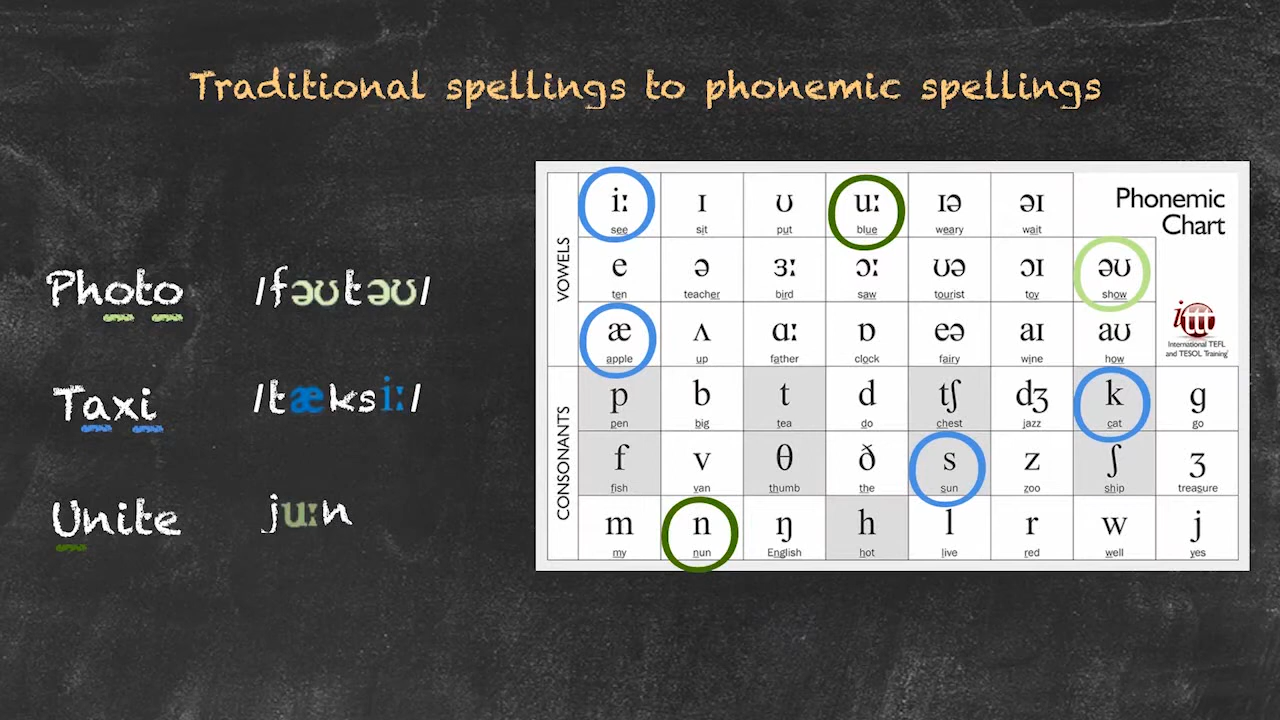 Traditional spellings to phonemic spellings
Photo /fəʊtəʊ/
Taxi /tæksiː/
Unite juːn
Phonemic
Chart
VOWELS
iː ɪ ʊ uː ɪə əɪ
see sit put blue weary wait
e ə ɜː ɔː ʊə ɔɪ əʊ
ten teacher bird saw tourist toy show
æ ʌ ɑː ɒ eə aɪ aʊ
apple up father clock fairy wine how
ittt
International TEFL
and TESOL Training
CONSONANTS
p b t d tʃ dʒ k g
pen big tea do chest jazz cat go
f v θ ð s z ʃ ʒ
fish van thumb the sun zoo ship treasure
m n ŋ h l r w j
my nun English hot live red well yes